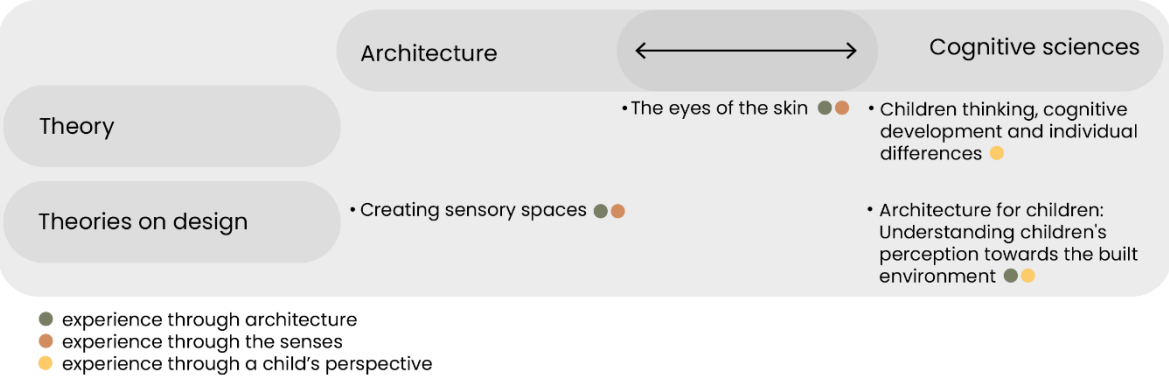 Architecture
Cognitive sciences
Theory
• The eyes of the skin
• Children thinking, cognitive
development and individual
differences
Theories on design
• Creating sensory spaces
• Architecture for children:
Understanding children's
perception towards the built
environment
experience through architecture
experience through the senses
experience through a child’s perspective